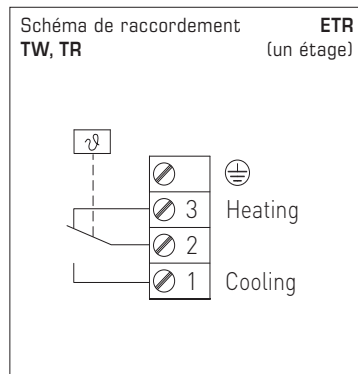 Schéma de raccordement ETR
TW, TR (un étage)
ϑ
3 Heating
2
1 Cooling